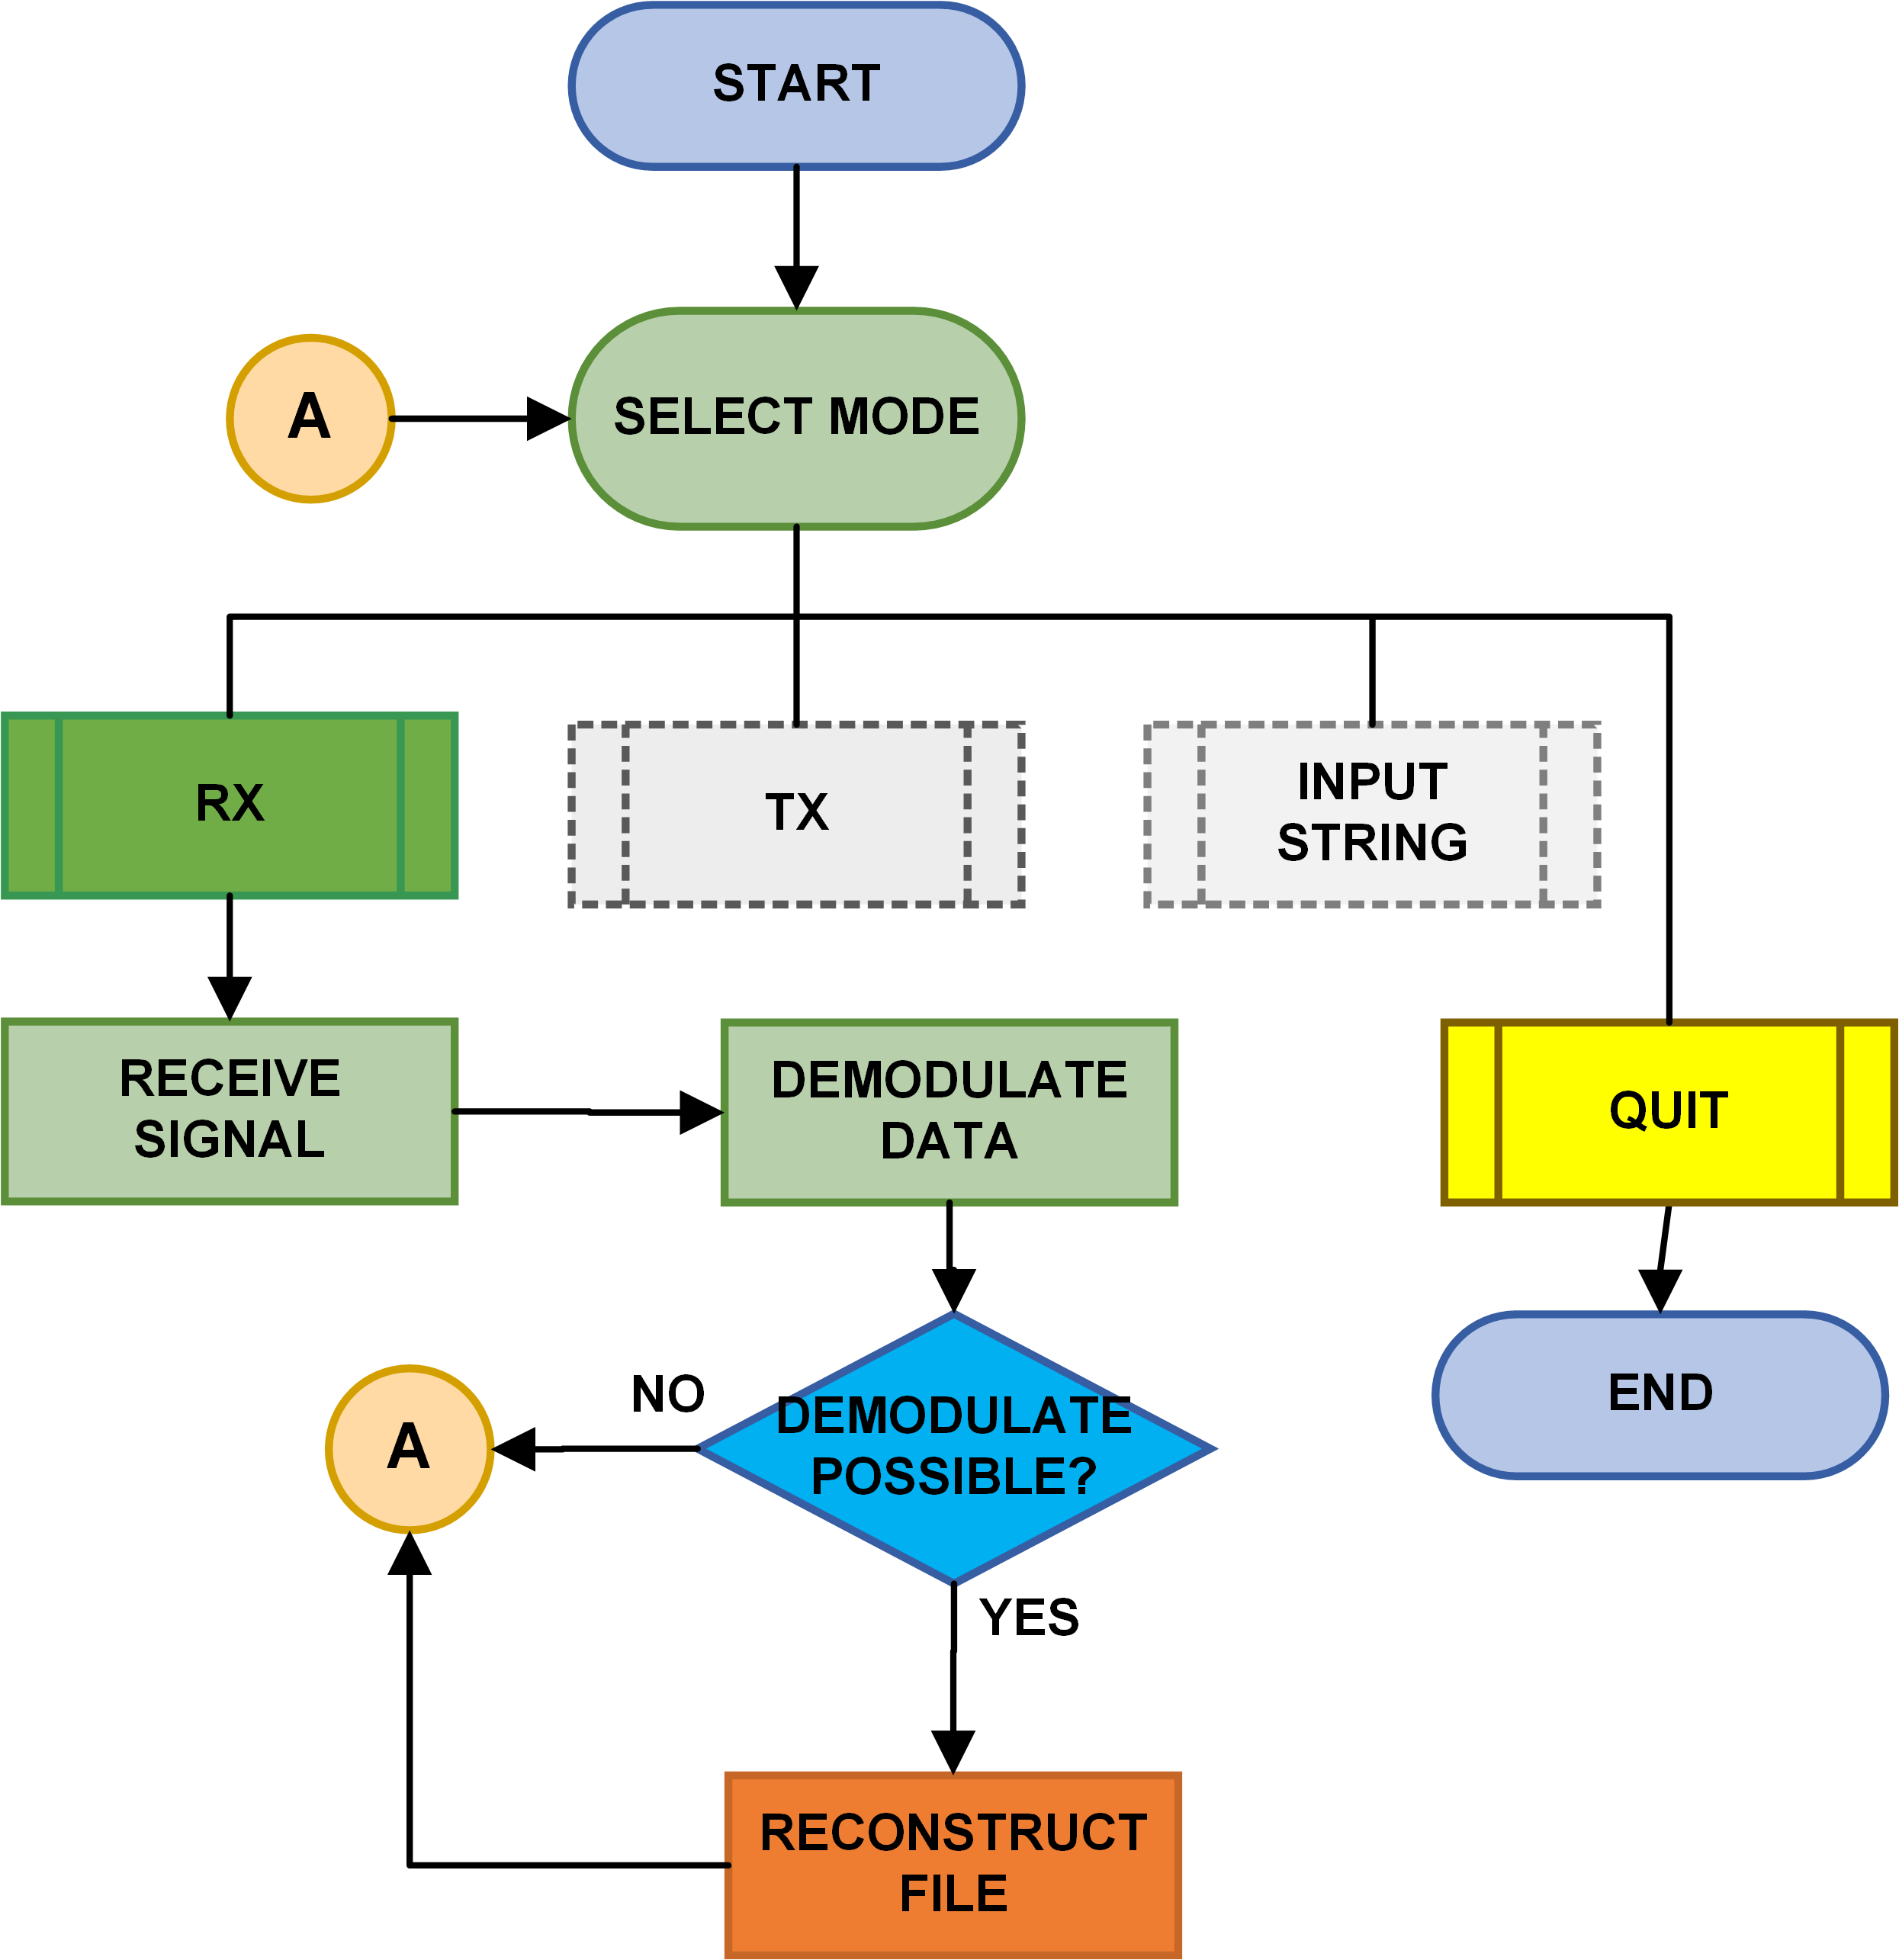 START
A
SELECT MODE
RX
TX
INPUT
STRING
RECEIVE
SIGNAL
DEMODULATE
DATA
QUIT
NO
DEMODULATE
POSSIBLE?
A
END
YES
RECONSTRUCT
FILE